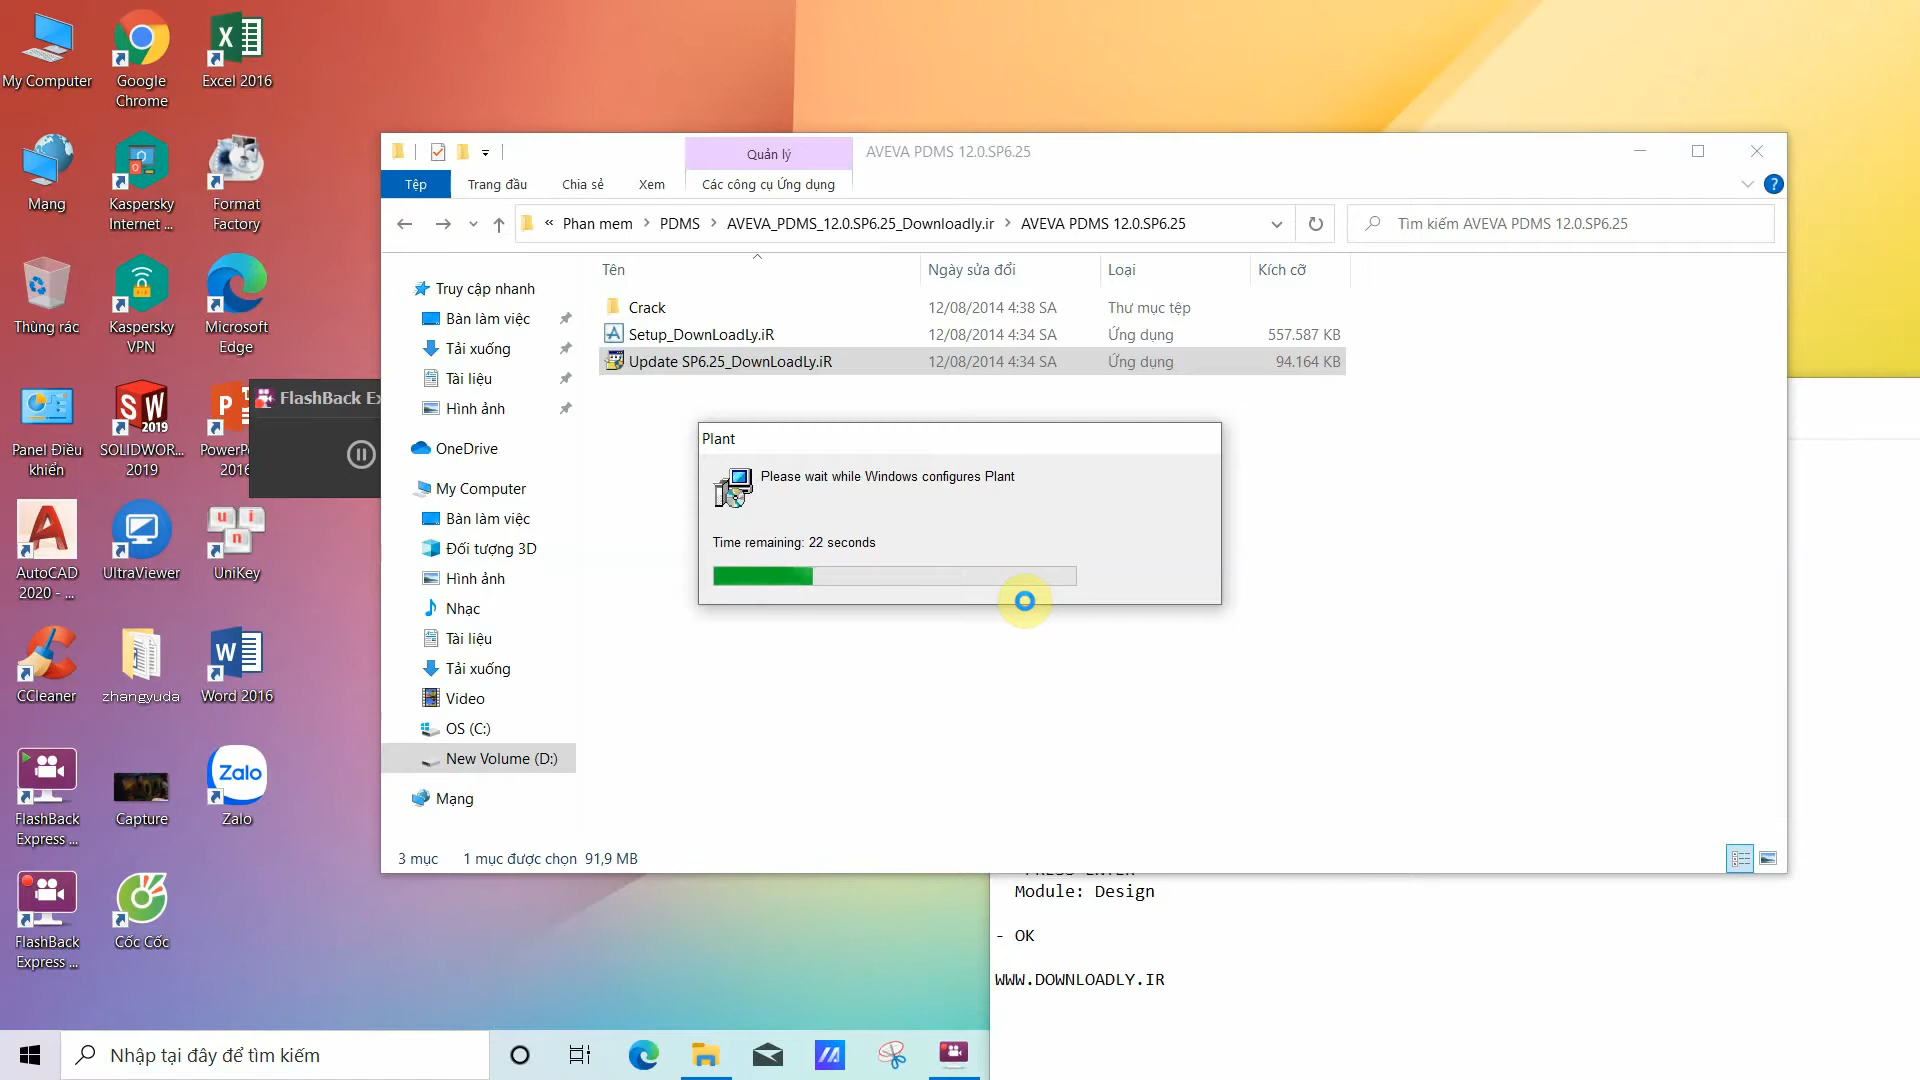 My Computer
Google
Chrome
Excel 2016
Mạng
Kaspersky
Internet ...
Format
Factory
Thùng rác
Kaspersky
VPN
Microsoft
Edge
Panel Điều
khiển
SOLIDWOR...
2019
SW
2019
PowerP
2016
FlashBack Ex
AutoCAD
2020 - ...
UltraViewer
UniKey
CCleaner
zhangyuda
Word 2016
FlashBack
Express ...
Capture
Zalo
Zalo
FlashBack
Express ...
Cốc Cốc
Quản lý
AVEVA PDMS 12.0.SP6.25
Tệp
Trang đầu
Chia sẻ
Xem
Các công cụ Ứng dụng
« Phan mem > PDMS > AVEVA_PDMS_12.0.SP6.25_Downloadly.ir > AVEVA PDMS 12.0.SP6.25
Tìm kiếm AVEVA PDMS 12.0.SP6.25
Tên
Ngày sửa đổi
Loại
Kích cỡ
Crack
12/08/2014 4:38 SA
Thư mục tệp
Setup_DownLoadLy.iR
12/08/2014 4:34 SA
Ứng dụng
557.587 KB
Update SP6.25_DownLoadLy.iR
12/08/2014 4:34 SA
Ứng dụng
94.164 KB
Truy cập nhanh
Bàn làm việc
Tải xuống
Tài liệu
Hình ảnh
OneDrive
My Computer
Bàn làm việc
Đối tượng 3D
Hình ảnh
Nhạc
Tài liệu
Tải xuống
Video
OS (C:)
New Volume (D:)
Mạng
Plant
Please wait while Windows configures Plant
Time remaining: 22 seconds
3 mục
1 mục được chọn 91,9 MB
PRESS ENTER
Module: Design
- OK
WWW.DOWNLOADLY.IR
Nhập tại đây để tìm kiếm